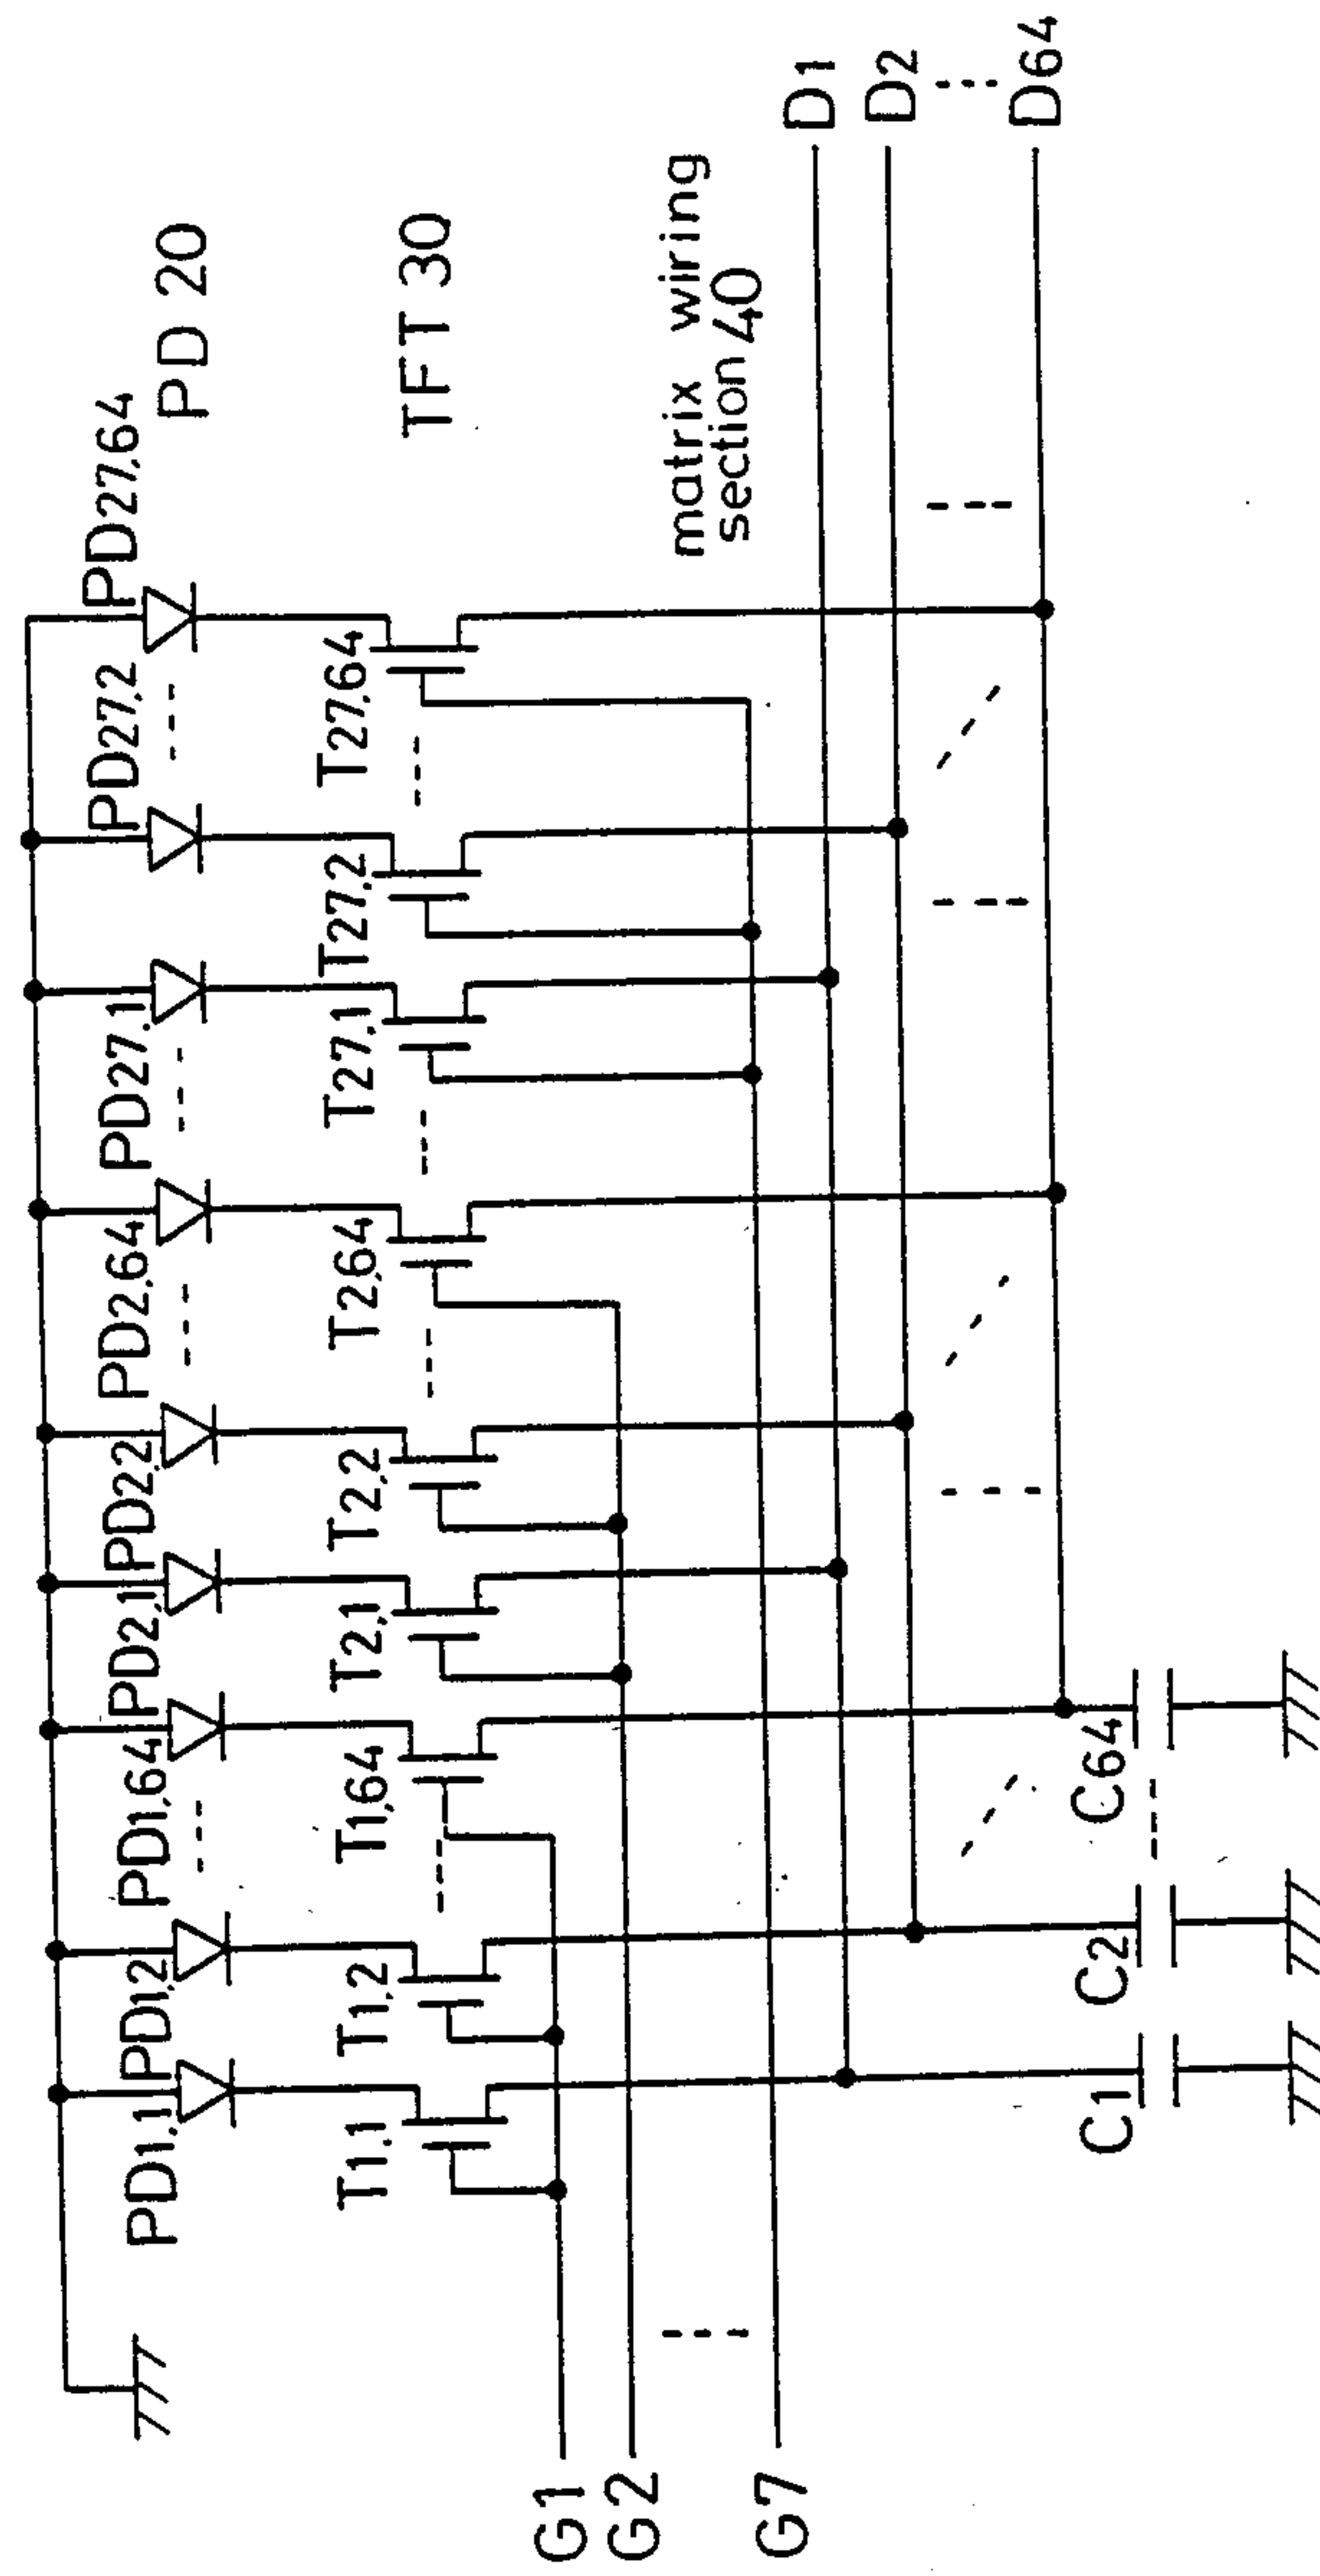 PD1,1 PD1,2 PD1,64 PD2,1 PD2,2 PD2,64 PD27,1 PD27,2 PD27,64
PD 20
T1,1 T1,2 T1,64 T2,1 T2,2 T2,64 T27,1 T27,2 T27,64
TFT 30
G1
G2
G7
matrix wiring
section 40
D1
D2
D64
C1 C2 C64